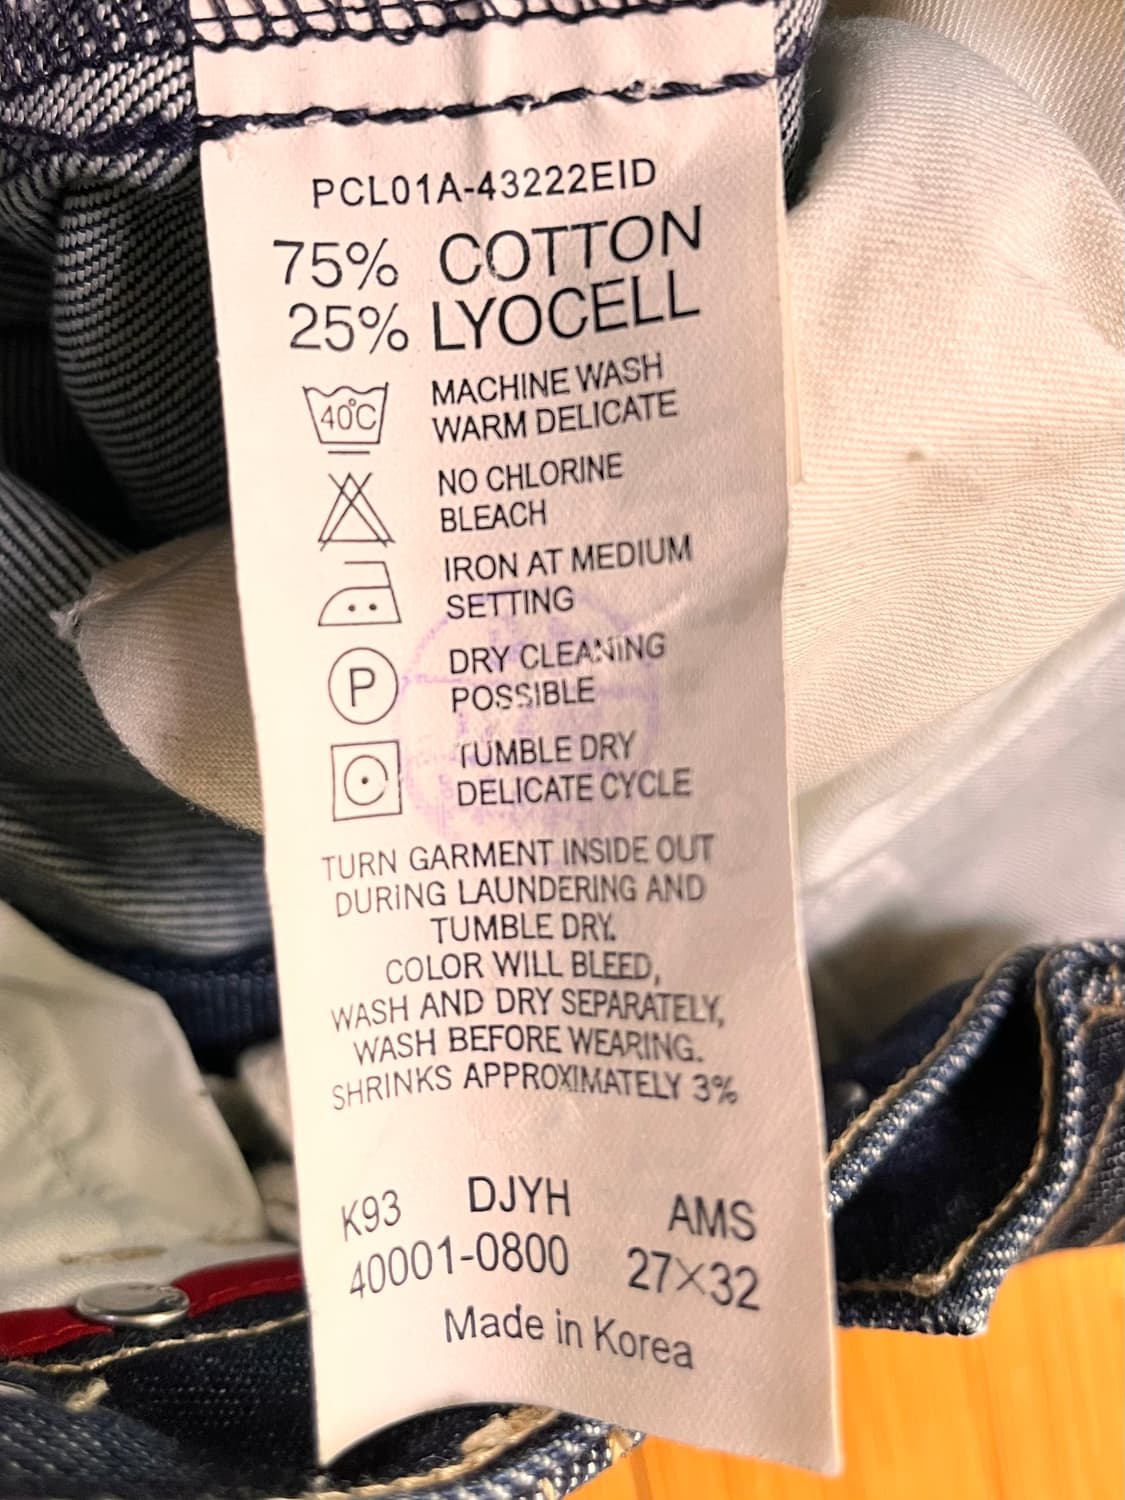 PCL01A-43222EID
75% COTTON
25% LYOCELL
40°C MACHINE WASH
WARM DELICATE
NO CHLORINE
BLEACH
IRON AT MEDIUM
SETTING
P DRY CLEANING
POSSIBLE
TUMBLE DRY
DELICATE CYCLE
TURN GARMENT INSIDE OUT
DURING LAUNDERING AND
TUMBLE DRY.
COLOR WILL BLEED,
WASH AND DRY SEPARATELY,
WASH BEFORE WEARING.
SHRINKS APPROXIMATELY 3%
K93 DJYH AMS
40001-0800 27×32
Made in Korea